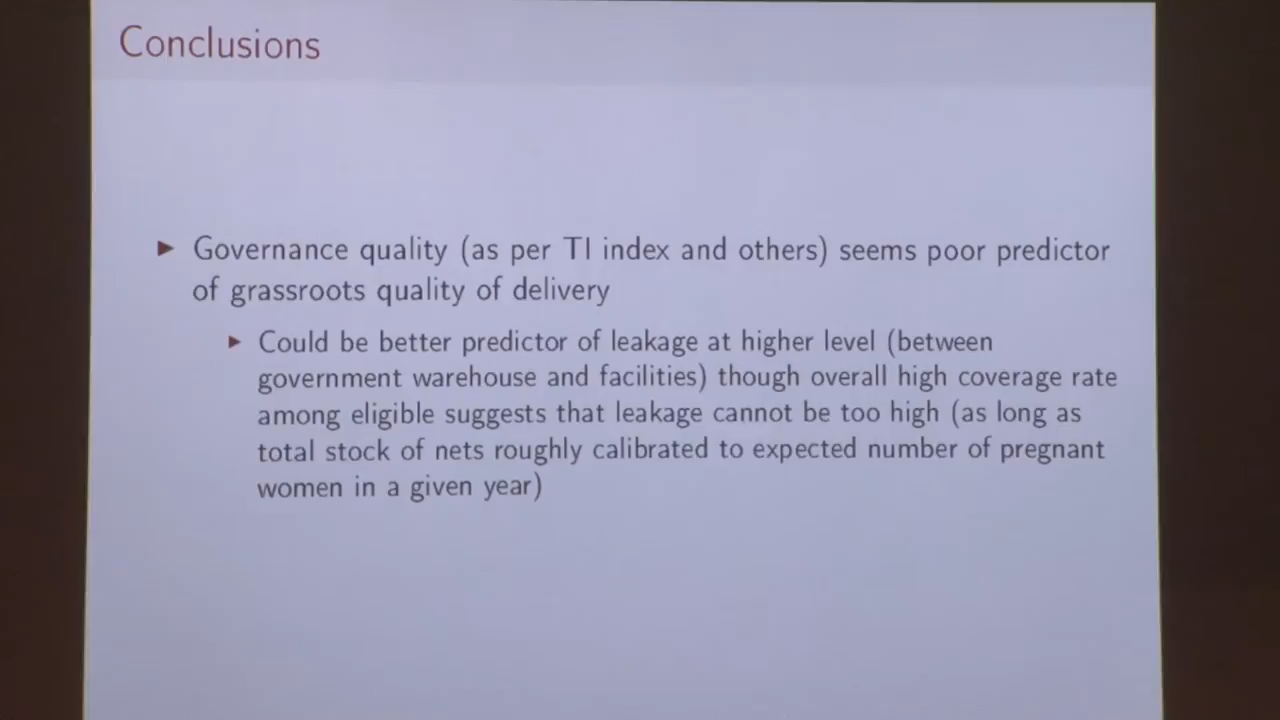 Conclusions
▶ Governance quality (as per TI index and others) seems poor predictor
of grassroots quality of delivery
▶ Could be better predictor of leakage at higher level (between
government warehouse and facilities) though overall high coverage rate
among eligible suggests that leakage cannot be too high (as long as
total stock of nets roughly calibrated to expected number of pregnant
women in a given year)